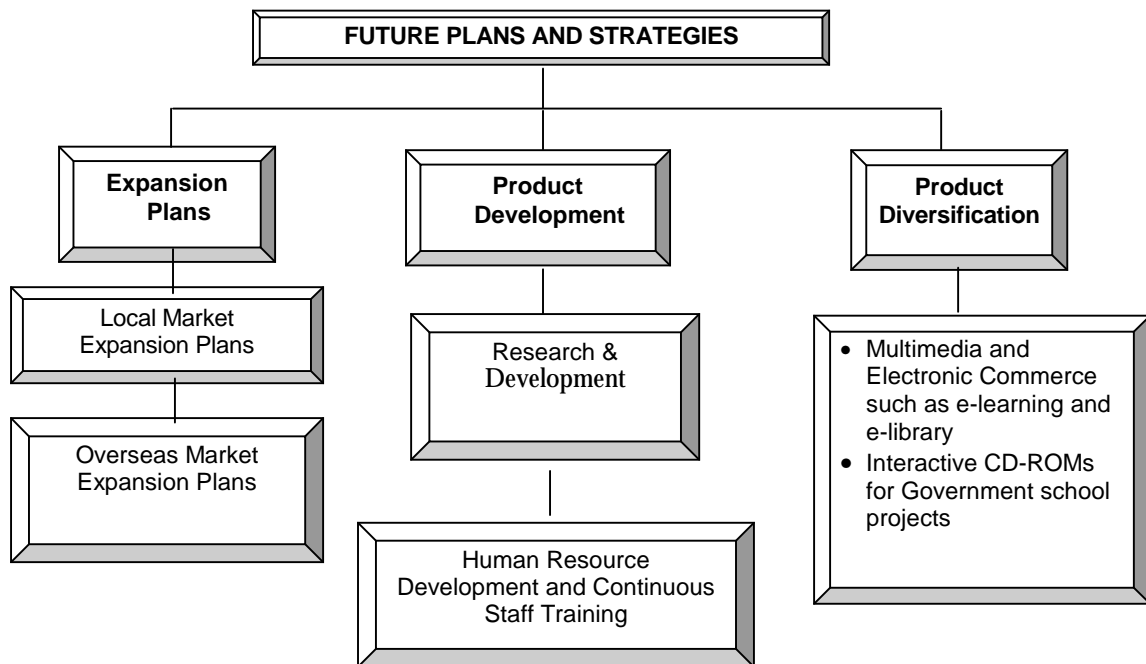 FUTURE PLANS AND STRATEGIES
Expansion
Plans
Local Market
Expansion Plans
Overseas Market
Expansion Plans
Product
Development
Research &
Development
Human Resource
Development and Continuous
Staff Training
Product
Diversification
• Multimedia and
Electronic Commerce
such as e-learning and
e-library
• Interactive CD-ROMs
for Government school
projects